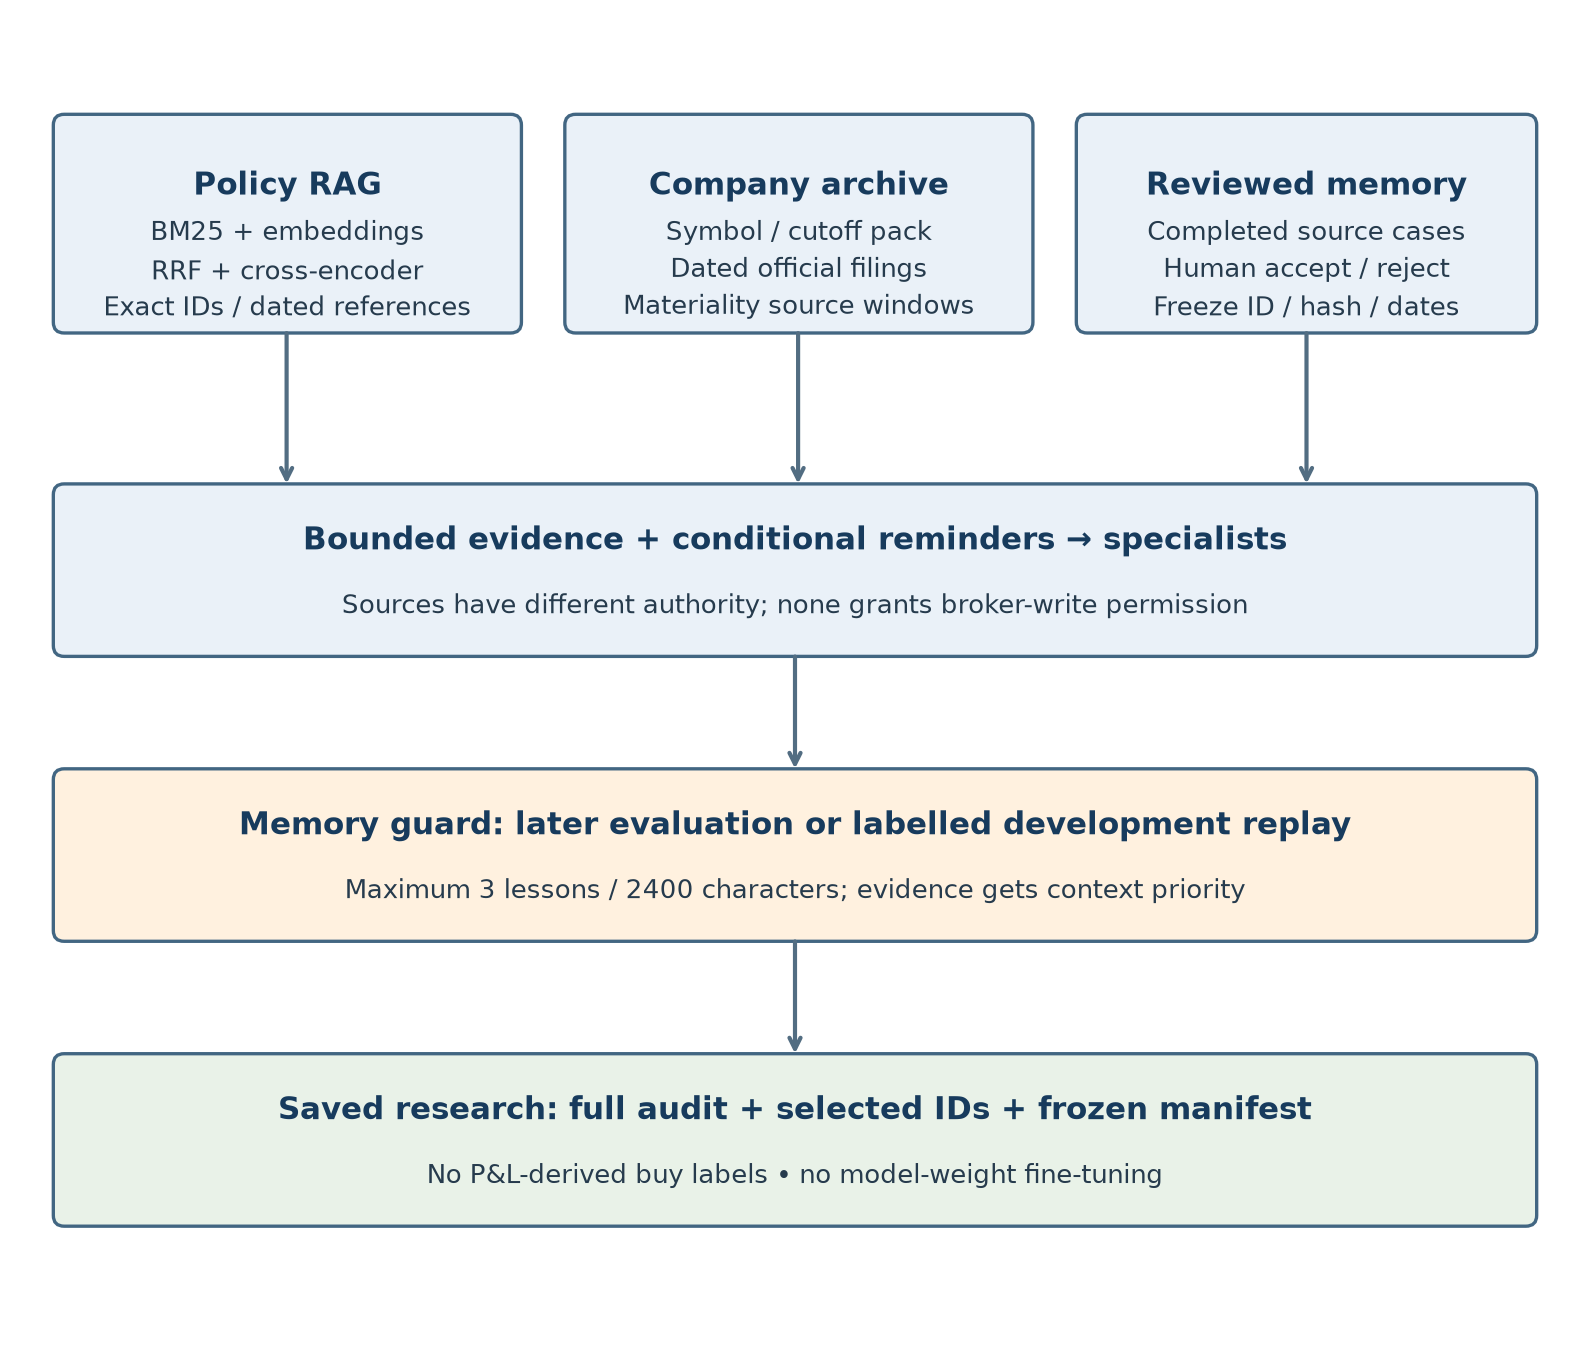 Policy RAG
BM25 + embeddings
RRF + cross-encoder
Exact IDs / dated references
Company archive
Symbol / cutoff pack
Dated official filings
Materiality source windows
Reviewed memory
Completed source cases
Human accept / reject
Freeze ID / hash / dates
Bounded evidence + conditional reminders → specialists
Sources have different authority; none grants broker-write permission
Memory guard: later evaluation or labelled development replay
Maximum 3 lessons / 2400 characters; evidence gets context priority
Saved research: full audit + selected IDs + frozen manifest
No P&L-derived buy labels • no model-weight fine-tuning